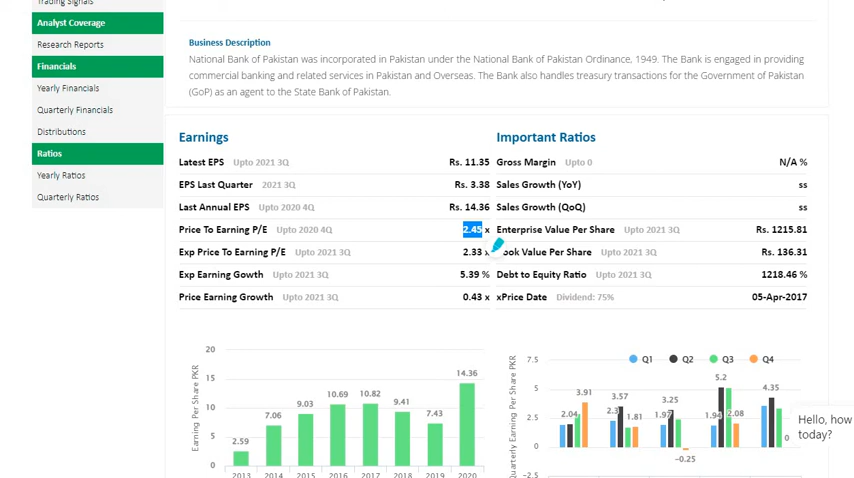 Trading Signals
Analyst Coverage
Research Reports
Financials
Yearly Financials
Quarterly Financials
Distributions
Ratios
Yearly Ratios
Quarterly Ratios
Business Description
National Bank of Pakistan was incorporated in Pakistan under the National Bank of Pakistan Ordinance, 1949. The Bank is engaged in providing
commercial banking and related services in Pakistan and Overseas. The Bank also handles treasury transactions for the Government of Pakistan
(GoP) as an agent to the State Bank of Pakistan.
Earnings
Latest EPS Upto 2021 3Q Rs. 11.35
EPS Last Quarter 2021 3Q Rs. 3.38
Last Annual EPS Upto 2020 4Q Rs. 14.36
Price To Earning P/E Upto 2020 4Q 2.45 x
Exp Price To Earning P/E Upto 2021 3Q 2.33 x
Exp Earning Gowth Upto 2021 3Q 5.39 %
Price Earning Growth Upto 2021 3Q 0.43 x
Important Ratios
Gross Margin Upto 0 N/A %
Sales Growth (YoY) ss
Sales Growth (QoQ) ss
Enterprise Value Per Share Upto 2021 3Q Rs. 1215.81
Book Value Per Share Upto 2021 3Q Rs. 136.31
Debt to Equity Ratio Upto 2021 3Q 1218.46 %
xPrice Date Dividend: 75% 05-Apr-2017
Earning Per Share PKR
20
15
10
5
0
2.59
7.06
9.03
10.69
10.82
9.41
7.43
14.36
2013 2014 2015 2016 2017 2018 2019 2020
Quarterly Earning Per Share PKR
Q1 Q2 Q3 Q4
7.5
5
2.5
0
−2.5
2.04
3.91
3.57
1.81
1.97
3.25
-0.25
1.94
5.2
2.08
4.35
0
Hello, how
today?